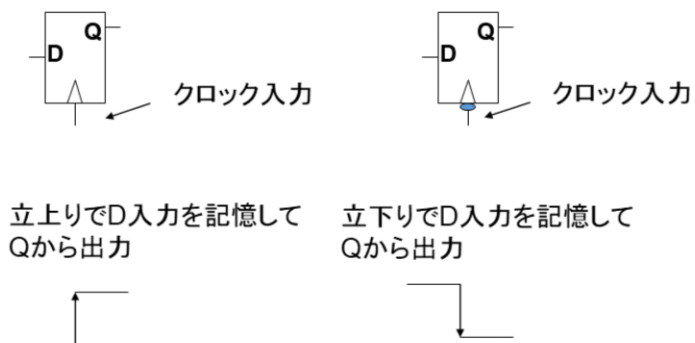 Q
D
クロック入力
Q
D
クロック入力
立上りでD入力を記憶して
Qから出力
立下りでD入力を記憶して
Qから出力